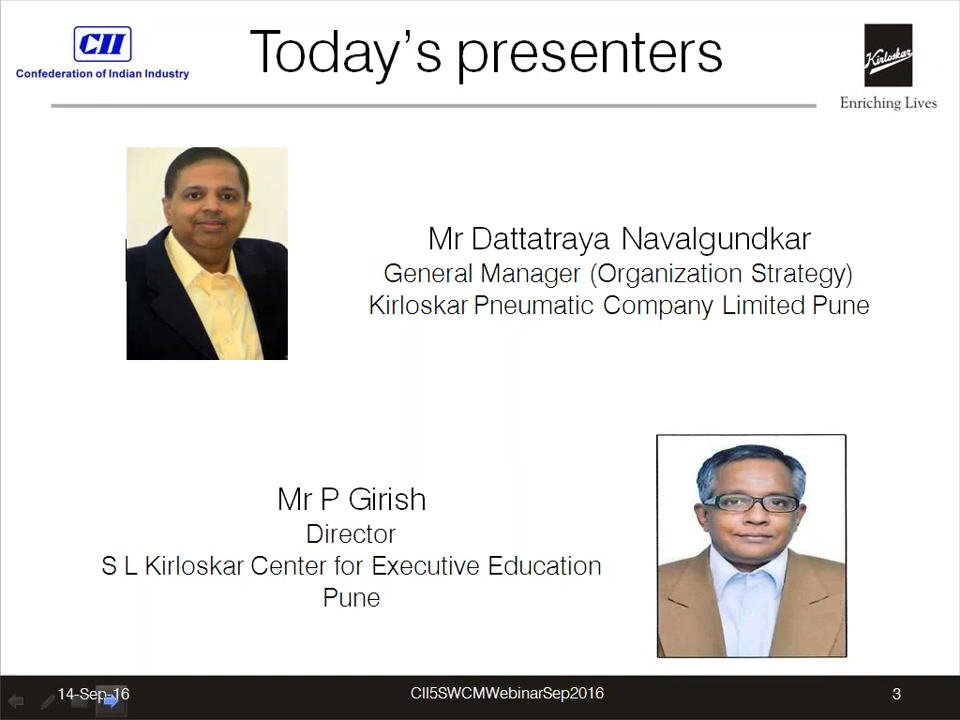 CII
Confederation of Indian Industry
Today's presenters
Kirloskar
Enriching Lives
Mr Dattatraya Navalgundkar
General Manager (Organization Strategy)
Kirloskar Pneumatic Company Limited Pune
Mr P Girish
Director
S L Kirloskar Center for Executive Education
Pune
14-Sep-16
CII5SWCMWebinarSep2016
3